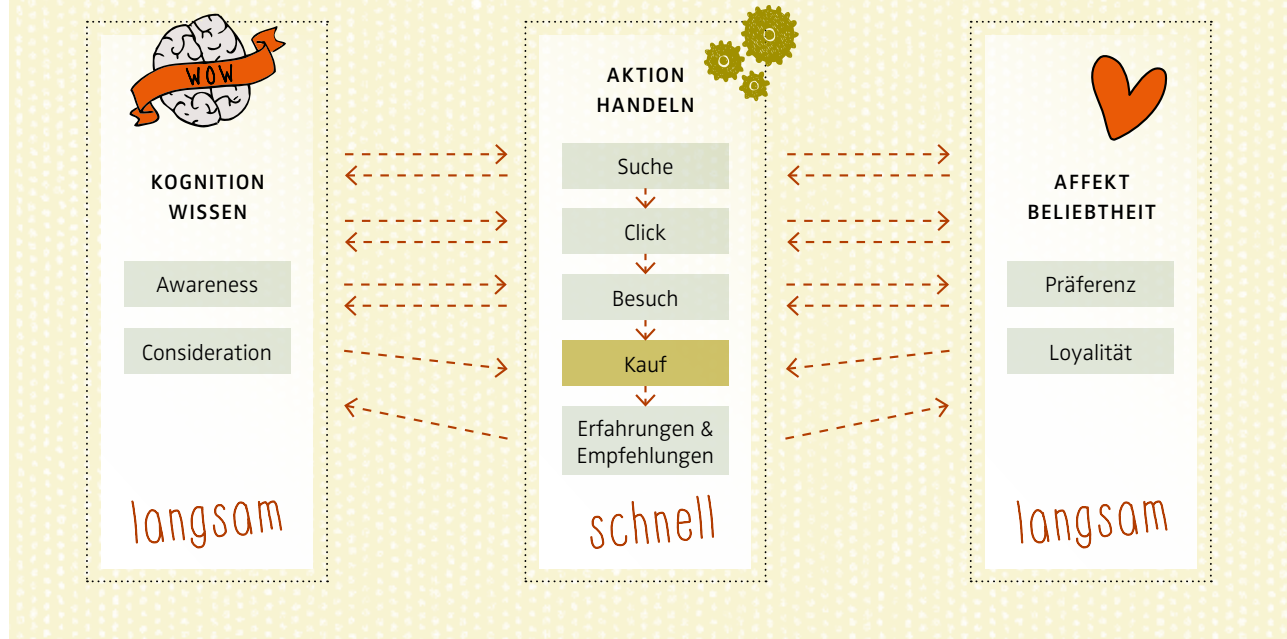 WOW
KOGNITION
WISSEN
Awareness
Consideration
langsam
AKTION
HANDELN
Suche
Click
Besuch
Kauf
Erfahrungen &
Empfehlungen
schnell
AFFEKT
BELIEBTHEIT
Präferenz
Loyalität
langsam